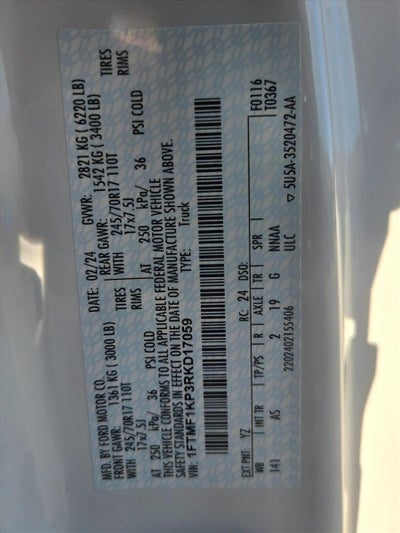 MFD. BY FORD MOTOR CO.
DATE: 02/24 GVWR: 2821 KG ( 6220 LB)
FRONT GAWR: 1361 KG ( 3000 LB) REAR GAWR: 1542 KG ( 3400 LB)
WITH 245/70R17 110T TIRES WITH 245/70R17 110T TIRES
17x7.5J RIMS 17x7.5J RIMS
AT 250 kPa/ 36 PSI COLD AT 250 kPa/ 36 PSI COLD
THIS VEHICLE CONFORMS TO ALL APPLICABLE FEDERAL MOTOR VEHICLE
SAFETY STANDARDS IN EFFECT ON THE DATE OF MANUFACTURE SHOWN ABOVE.
VIN: 1FTMF1KP3RKD17059 TYPE: Truck
F0116
T0367
EXT PNT: YZ RC: 24 DSO:
WB INT TR TP/PS R AXLE TR SPR
141 AS 2 19 G NNAA
2202402155406 ULC 5U5A-3520472-AA